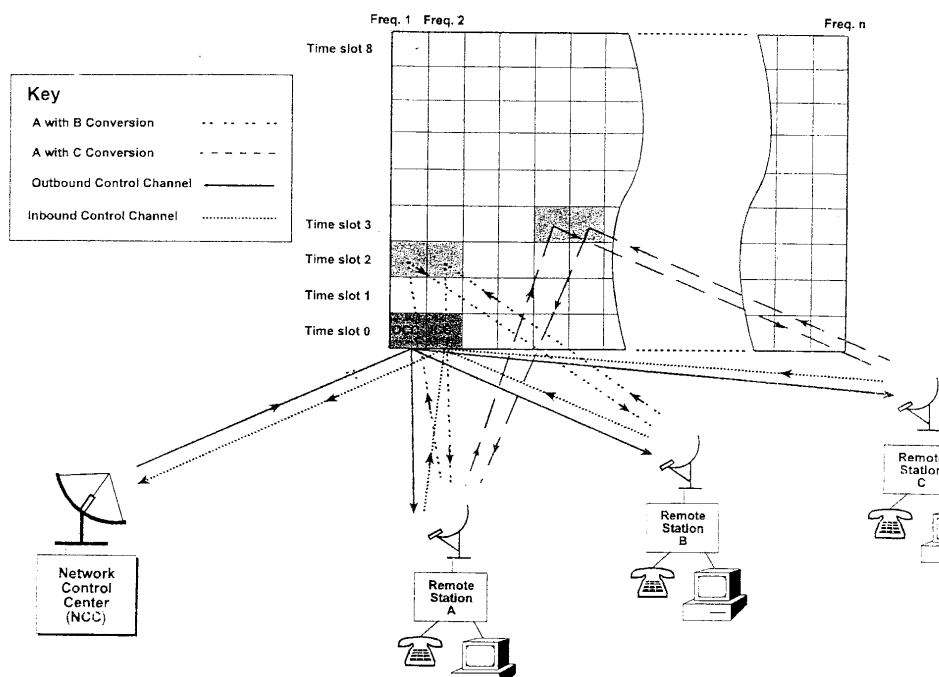 Freq. 1 Freq. 2 Freq. n
Time slot 8
Key
A with B Conversion
A with C Conversion
Outbound Control Channel
Inbound Control Channel
Time slot 3
Time slot 2
Time slot 1
Time slot 0
OCC
Network
Control
Center
(NCC)
Remote
Station
A
Remote
Station
B
Remote
Station
C